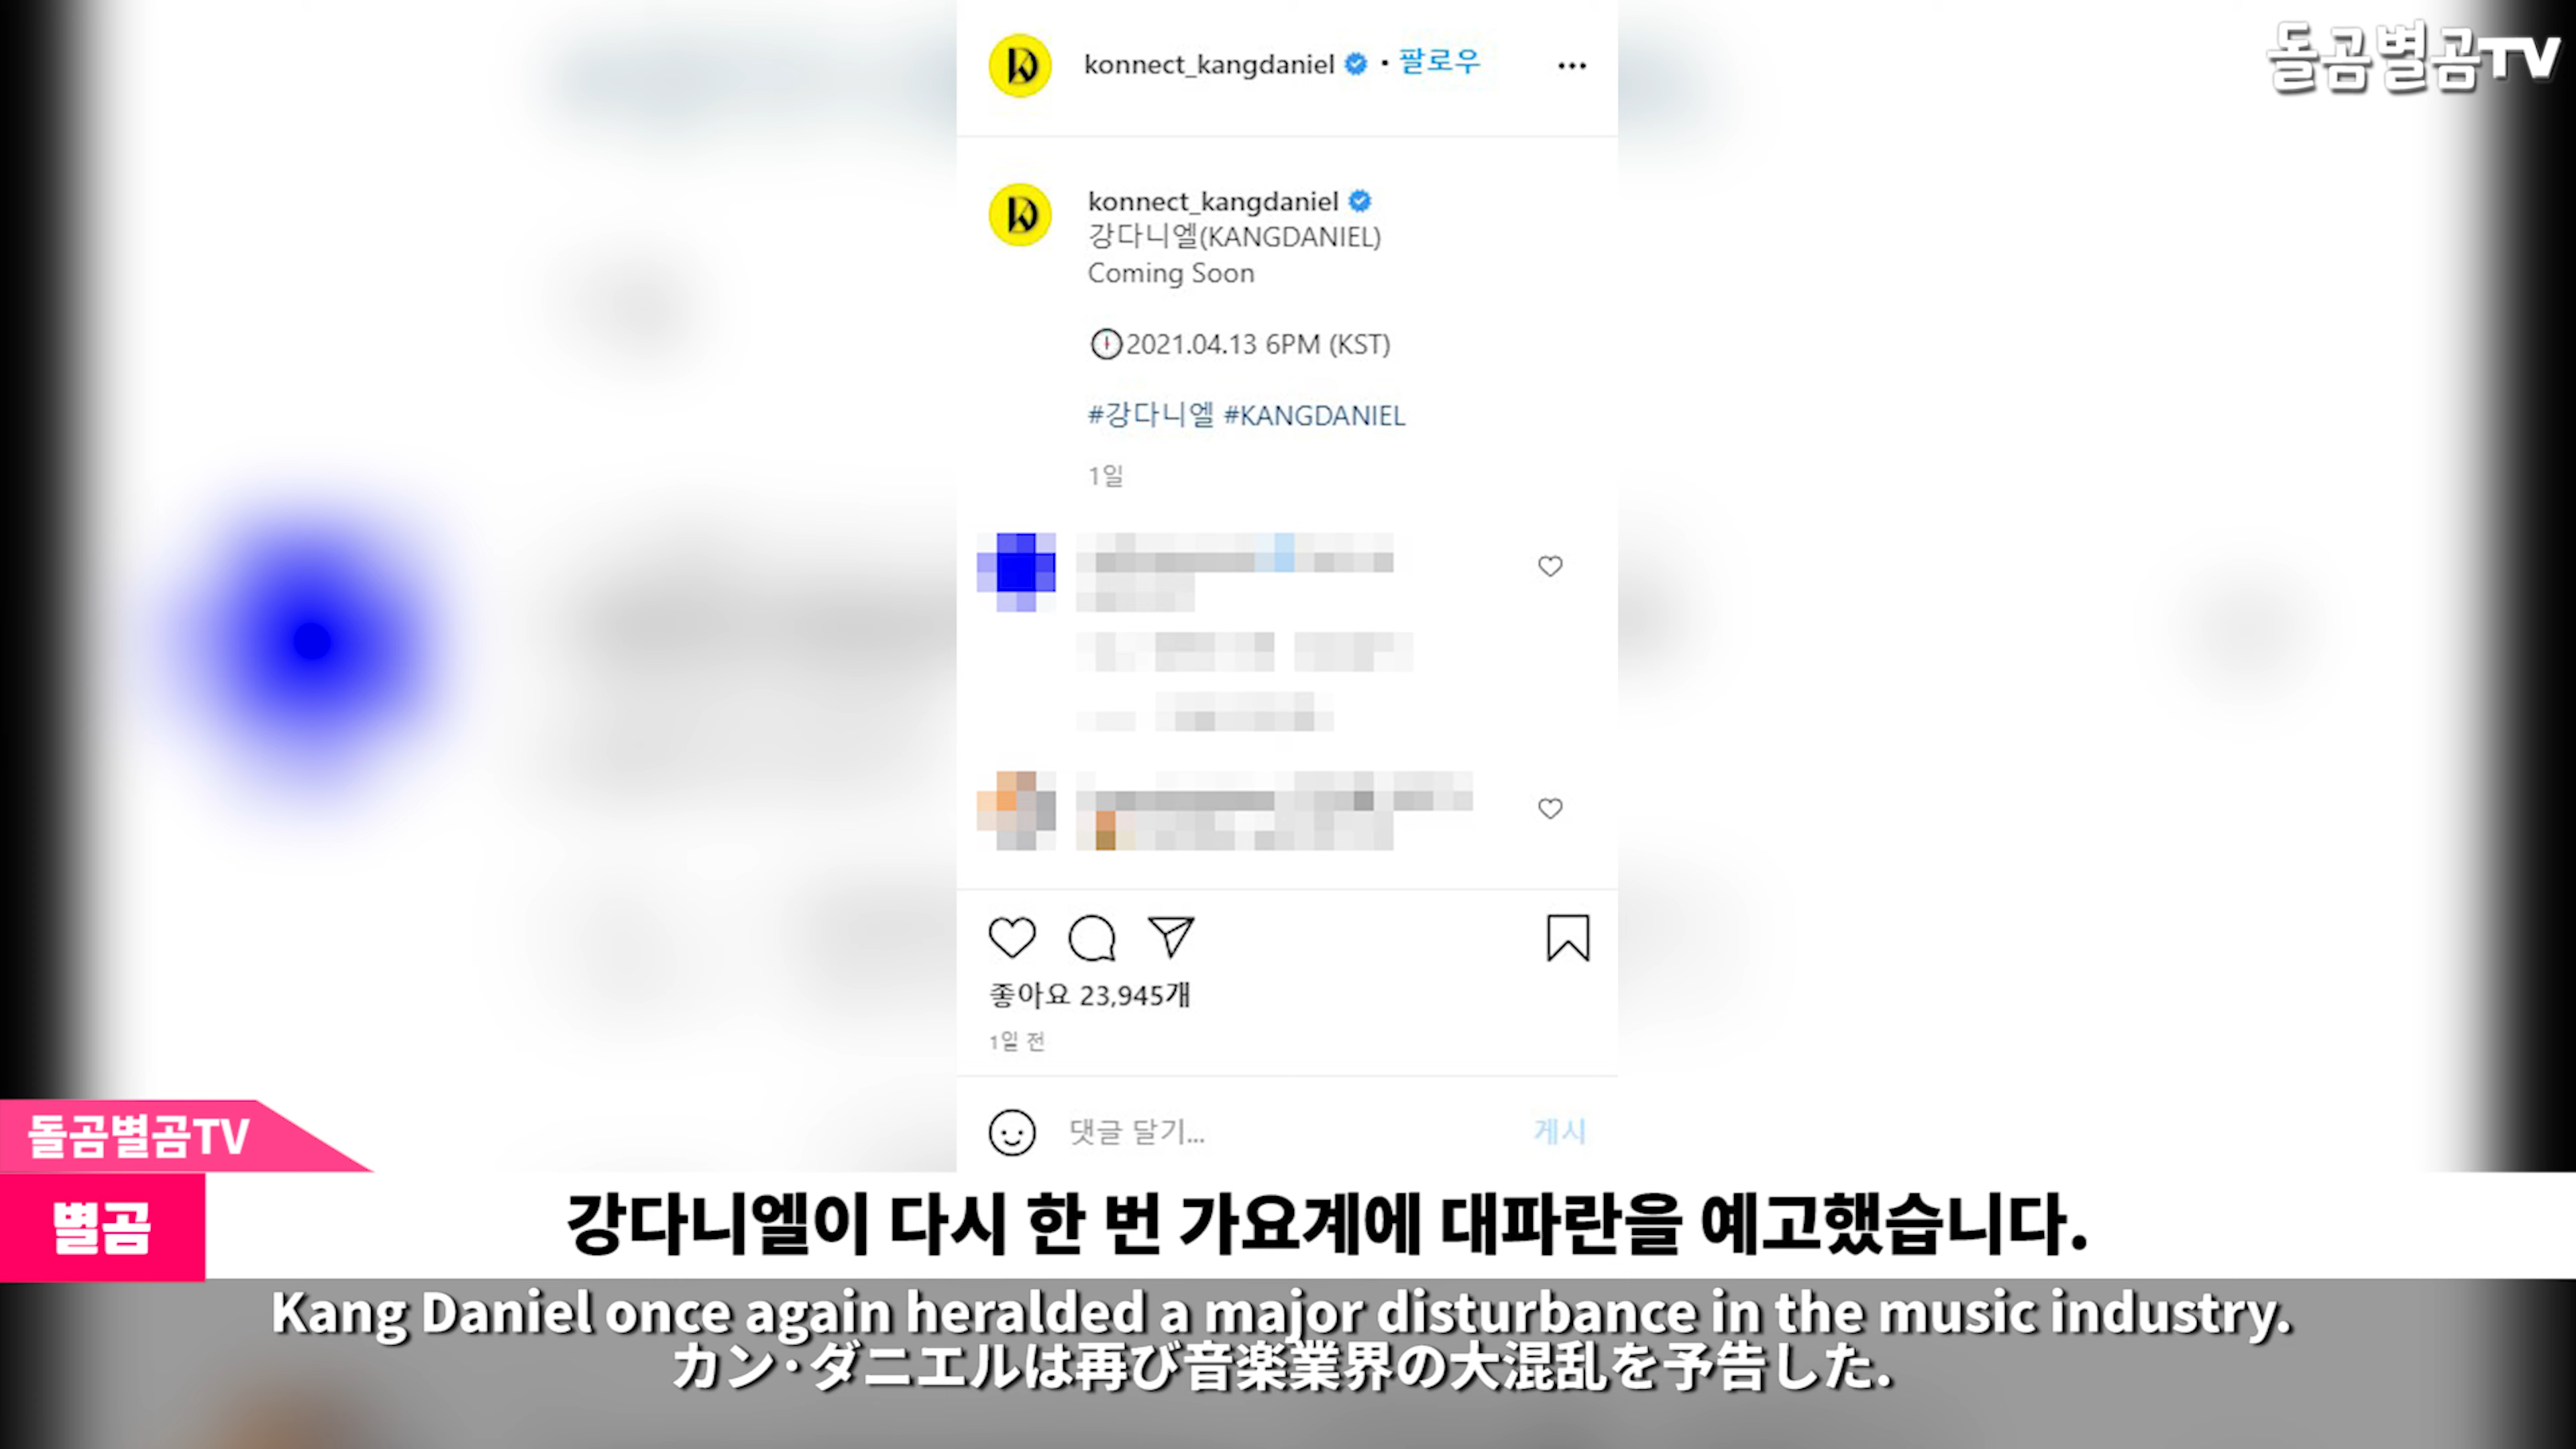 돌곰별곰TV
konnect_kangdaniel • 팔로우
konnect_kangdaniel
강다니엘(KANGDANIEL)
Coming Soon
2021.04.13 6PM (KST)
#강다니엘 #KANGDANIEL
1일
좋아요 23,945개
1일 전
댓글 달기... 게시
돌곰별곰TV
별곰
강다니엘이 다시 한 번 가요계에 대파란을 예고했습니다.
Kang Daniel once again heralded a major disturbance in the music industry.
カン·ダニエルは再び音楽業界の大混乱を予告した.